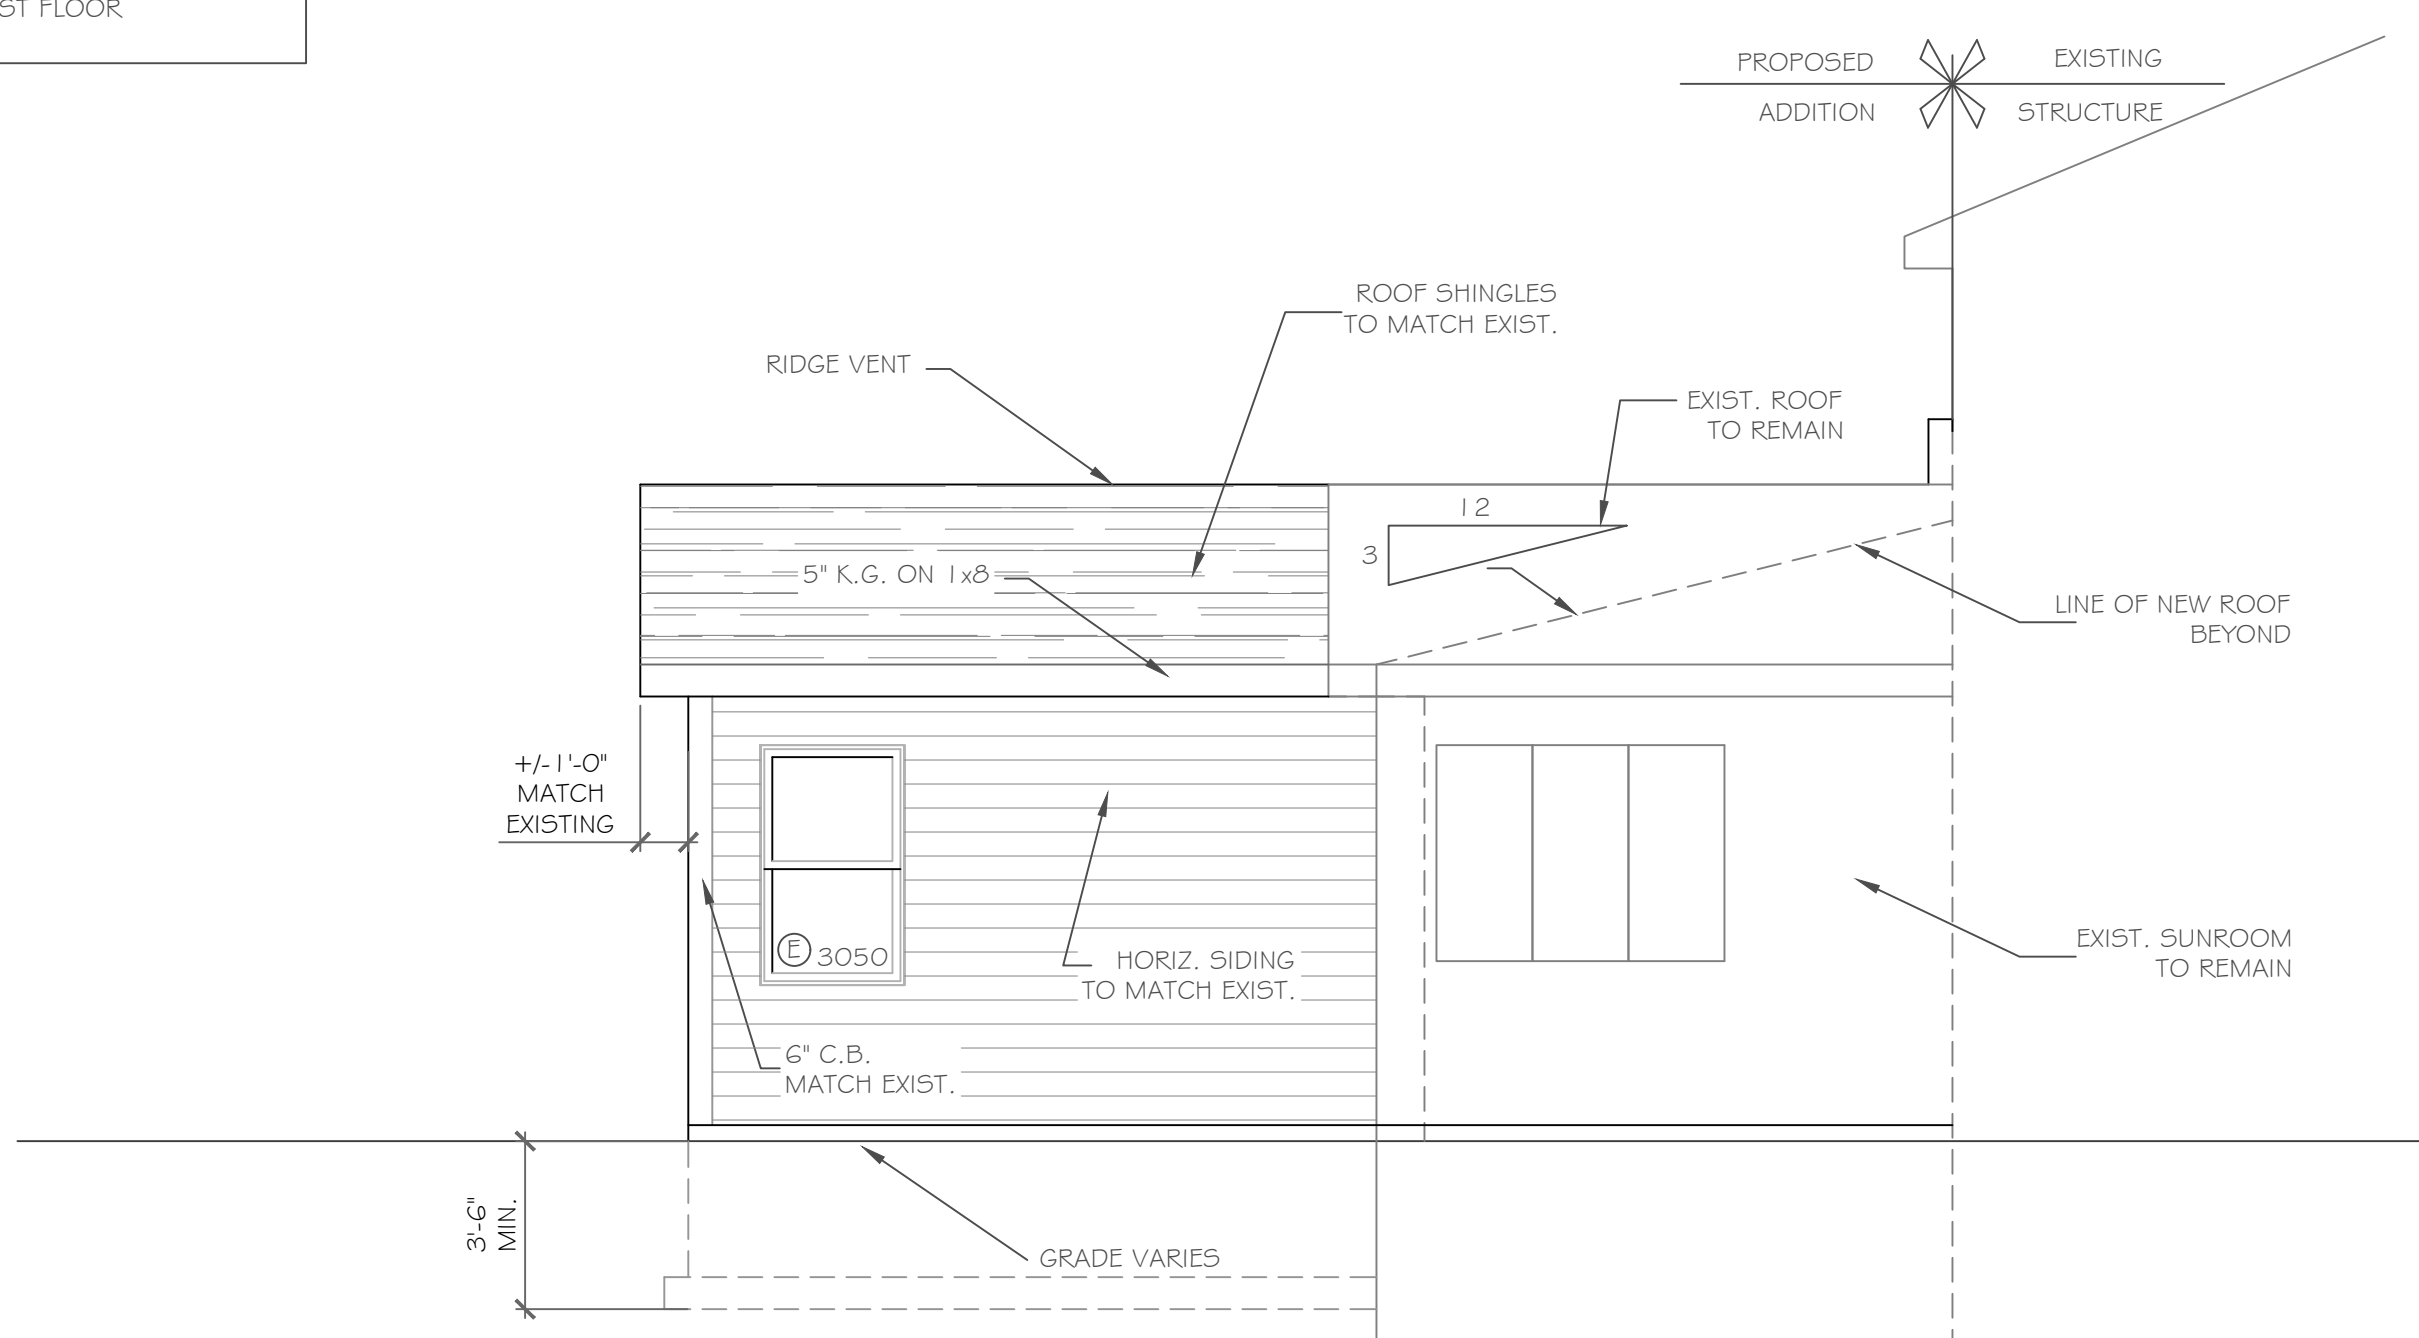 ST FLOOR
PROPOSED
ADDITION
EXISTING
STRUCTURE
ROOF SHINGLES
TO MATCH EXIST.
RIDGE VENT
EXIST. ROOF
TO REMAIN
12
3
5" K.G. ON 1x8
LINE OF NEW ROOF
BEYOND
+/-1'-0"
MATCH
EXISTING
E 3050
HORIZ. SIDING
TO MATCH EXIST.
EXIST. SUNROOM
TO REMAIN
6" C.B.
MATCH EXIST.
3'-6"
MIN.
GRADE VARIES